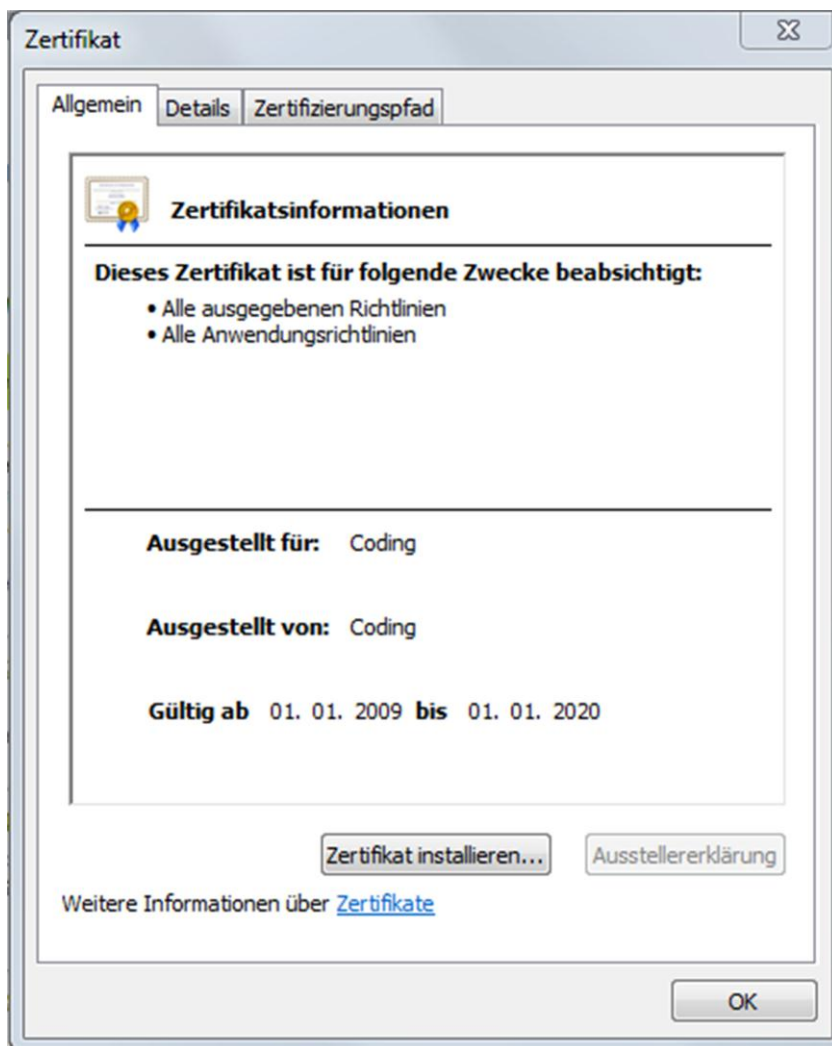 Zertifikat
Allgemein Details Zertifizierungspfad
Zertifikatsinformationen
Dieses Zertifikat ist für folgende Zwecke beabsichtigt:
• Alle ausgegebenen Richtlinien
• Alle Anwendungsrichtlinien
Ausgestellt für: Coding
Ausgestellt von: Coding
Gültig ab 01. 01. 2009 bis 01. 01. 2020
Zertifikat installieren... Ausstellererklärung
Weitere Informationen über Zertifikate
OK